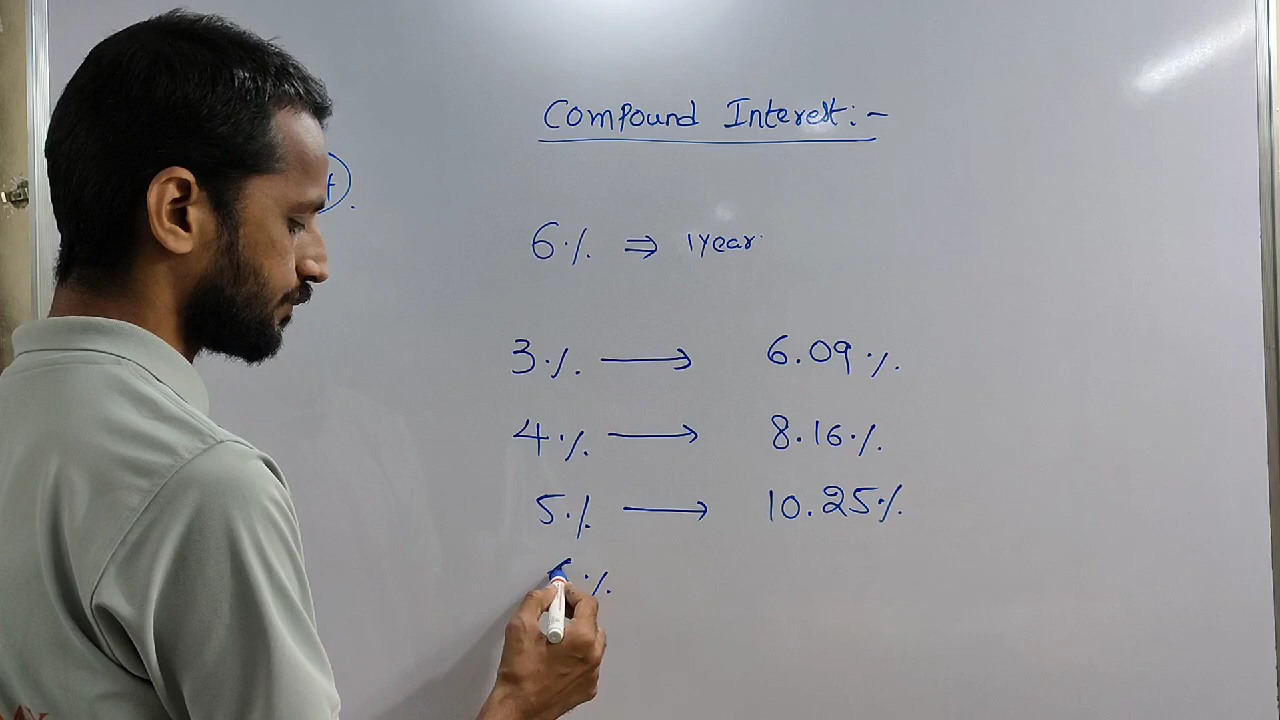 Compound Interest:-
6% ⇒ 1Year
3% → 6.09%
4% → 8.16%
5% → 10.25%
%